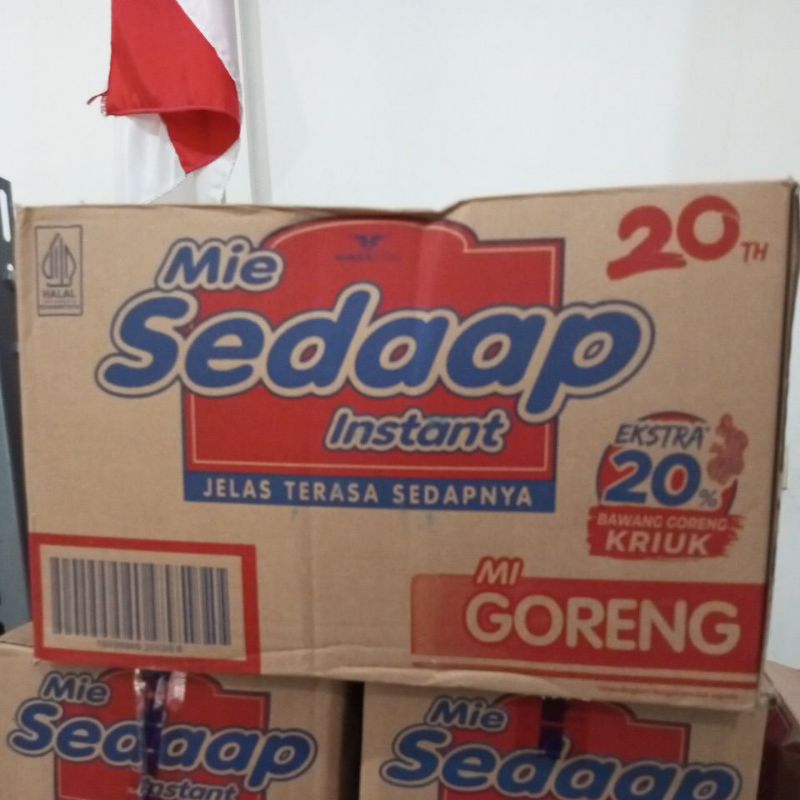 HALAL
Mie
Sedaap
Instant
JELAS TERASA SEDAPNYA
20TH
EKSTRA
20%
BAWANG GORENG
KRIUK
MI
GORENG
Mie
Sedaap
Instant
Mie
Sedaap